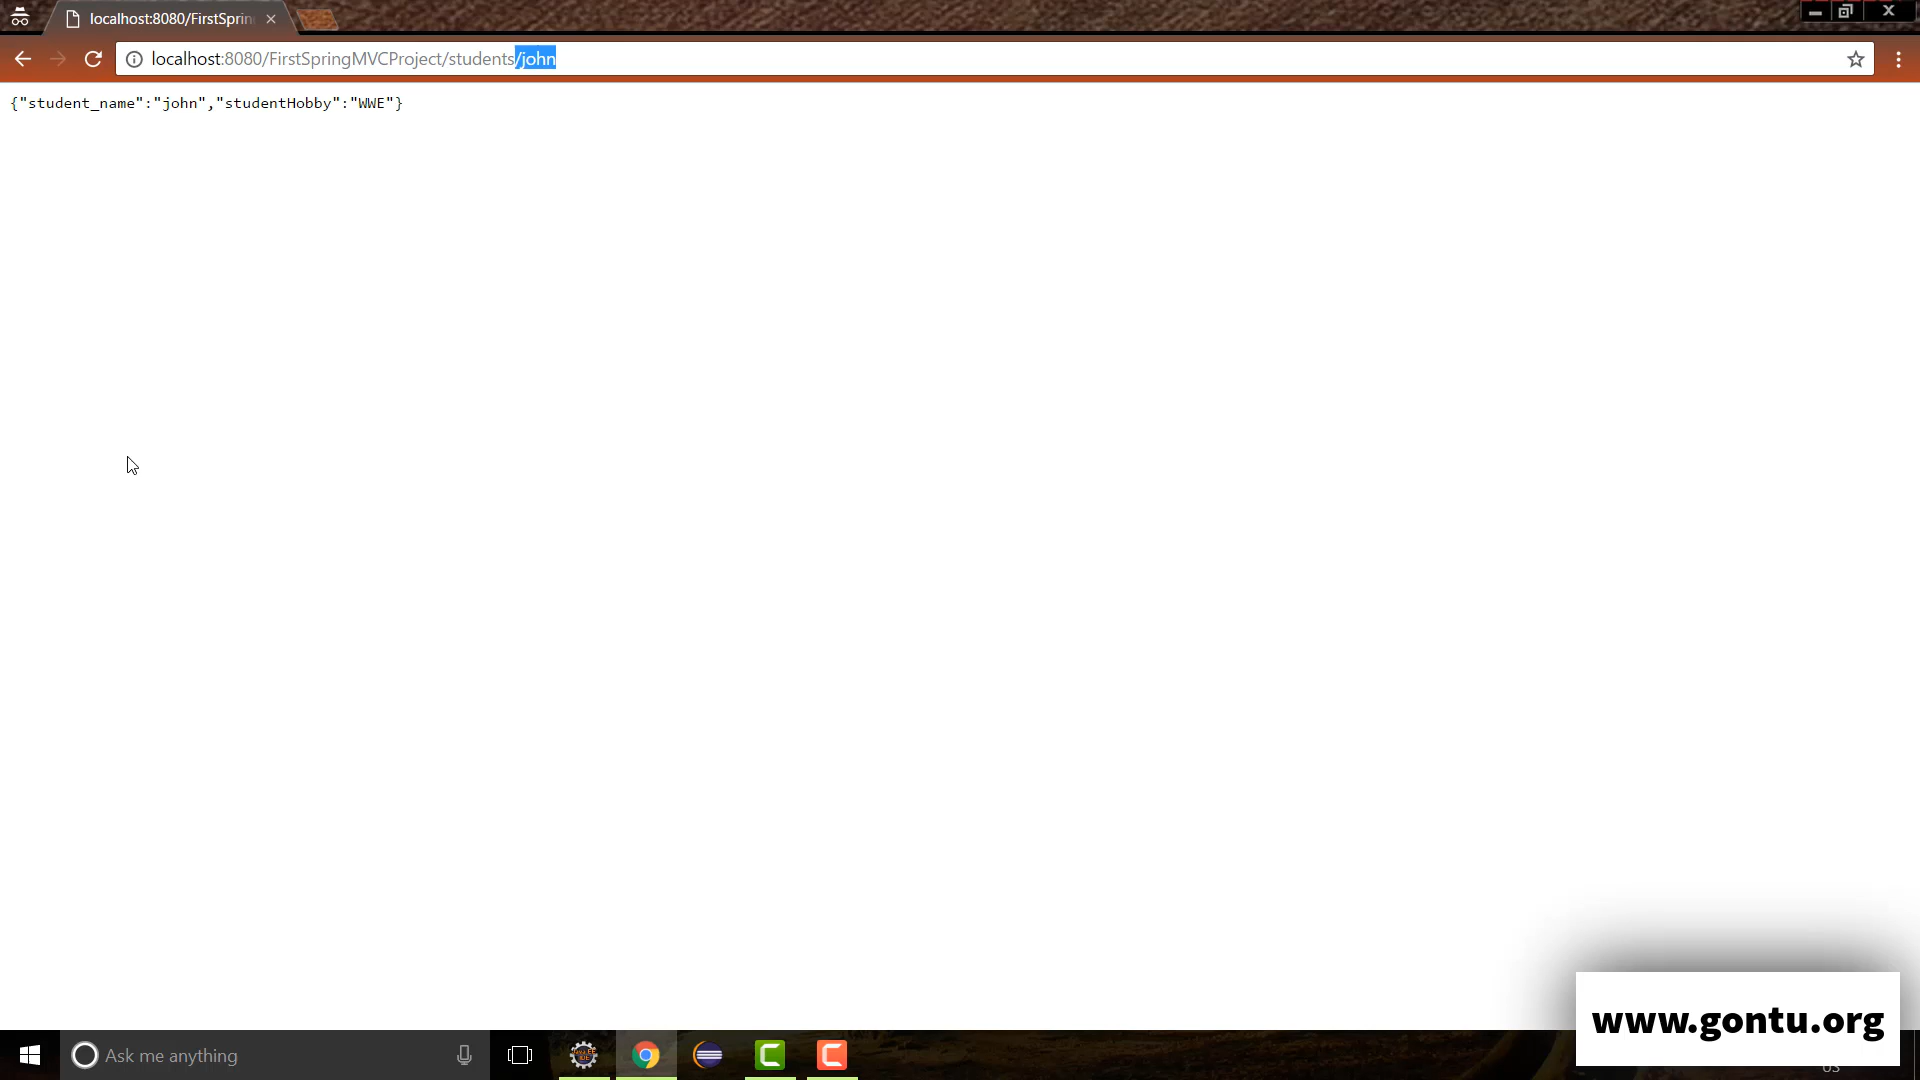 localhost:8080/FirstSprin
localhost:8080/FirstSpringMVCProject/students/john
{"student_name":"john","studentHobby":"WWE"}
www.gontu.org
Ask me anything